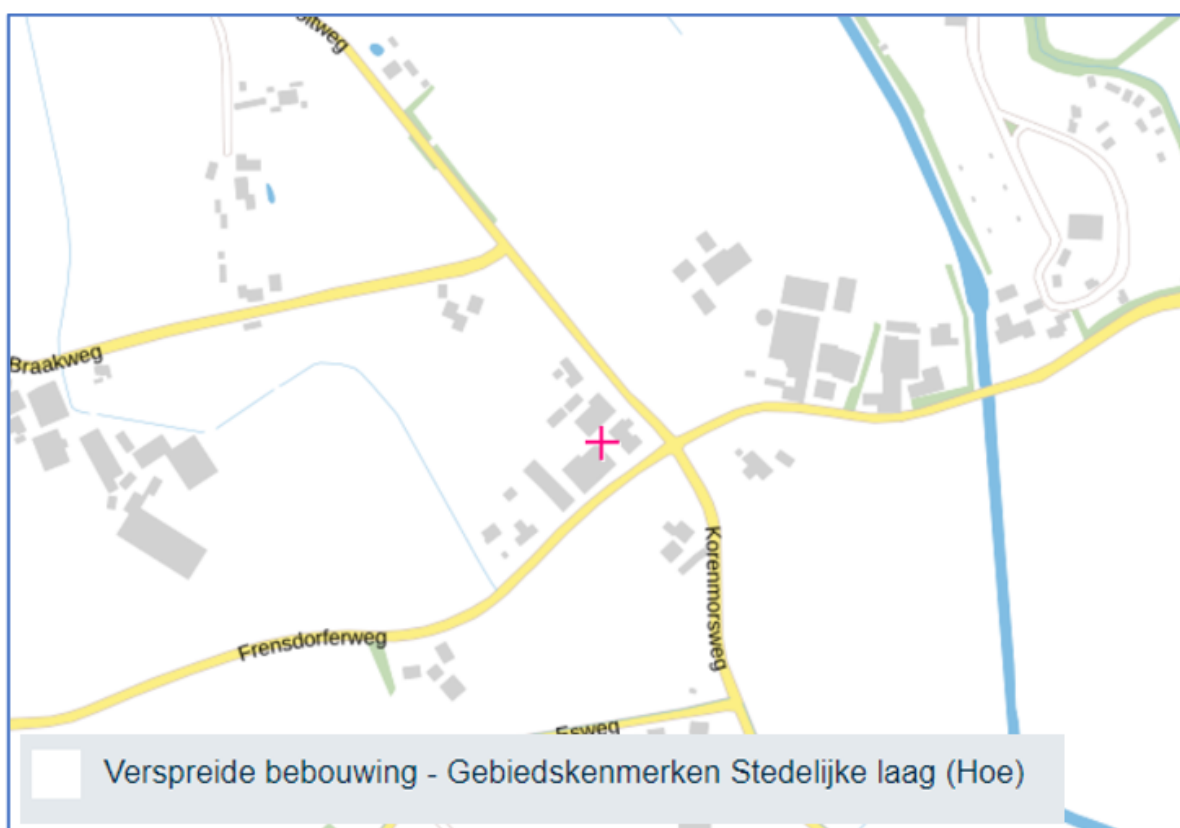 Braakweg
Korenmorsweg
Frensdorferweg
Esweg
Verspreide bebouwing - Gebiedskenmerken Stedelijke laag (Hoe)